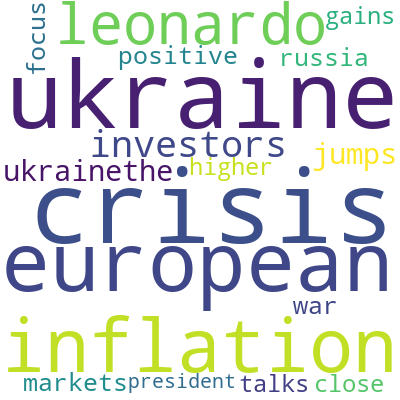 leonardo gains
focus positive russia
ukraine
investors jumps
ukrainethe higher
crisis
european
war
inflation
markets president talks close